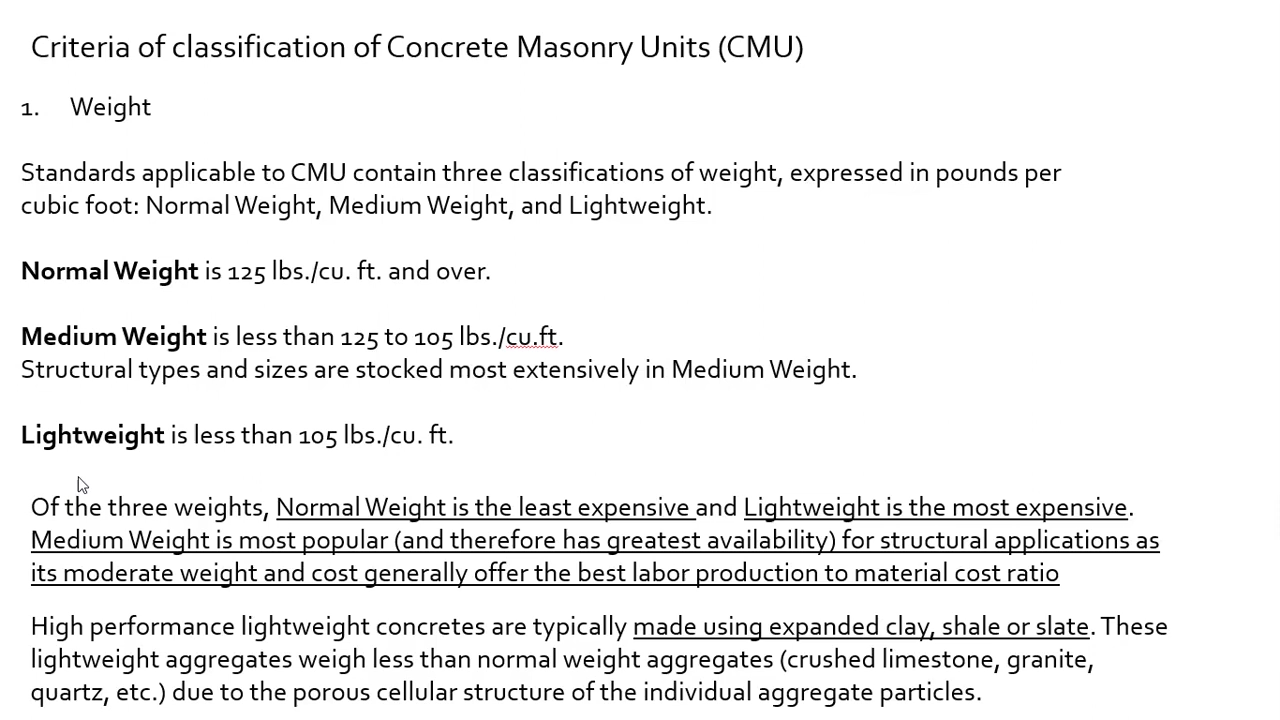 Criteria of classification of Concrete Masonry Units (CMU)
1. Weight
Standards applicable to CMU contain three classifications of weight, expressed in pounds per
cubic foot: Normal Weight, Medium Weight, and Lightweight.
Normal Weight is 125 lbs./cu. ft. and over.
Medium Weight is less than 125 to 105 lbs./cu.ft.
Structural types and sizes are stocked most extensively in Medium Weight.
Lightweight is less than 105 lbs./cu. ft.
Of the three weights, Normal Weight is the least expensive and Lightweight is the most expensive.
Medium Weight is most popular (and therefore has greatest availability) for structural applications as
its moderate weight and cost generally offer the best labor production to material cost ratio
High performance lightweight concretes are typically made using expanded clay, shale or slate. These
lightweight aggregates weigh less than normal weight aggregates (crushed limestone, granite,
quartz, etc.) due to the porous cellular structure of the individual aggregate particles.